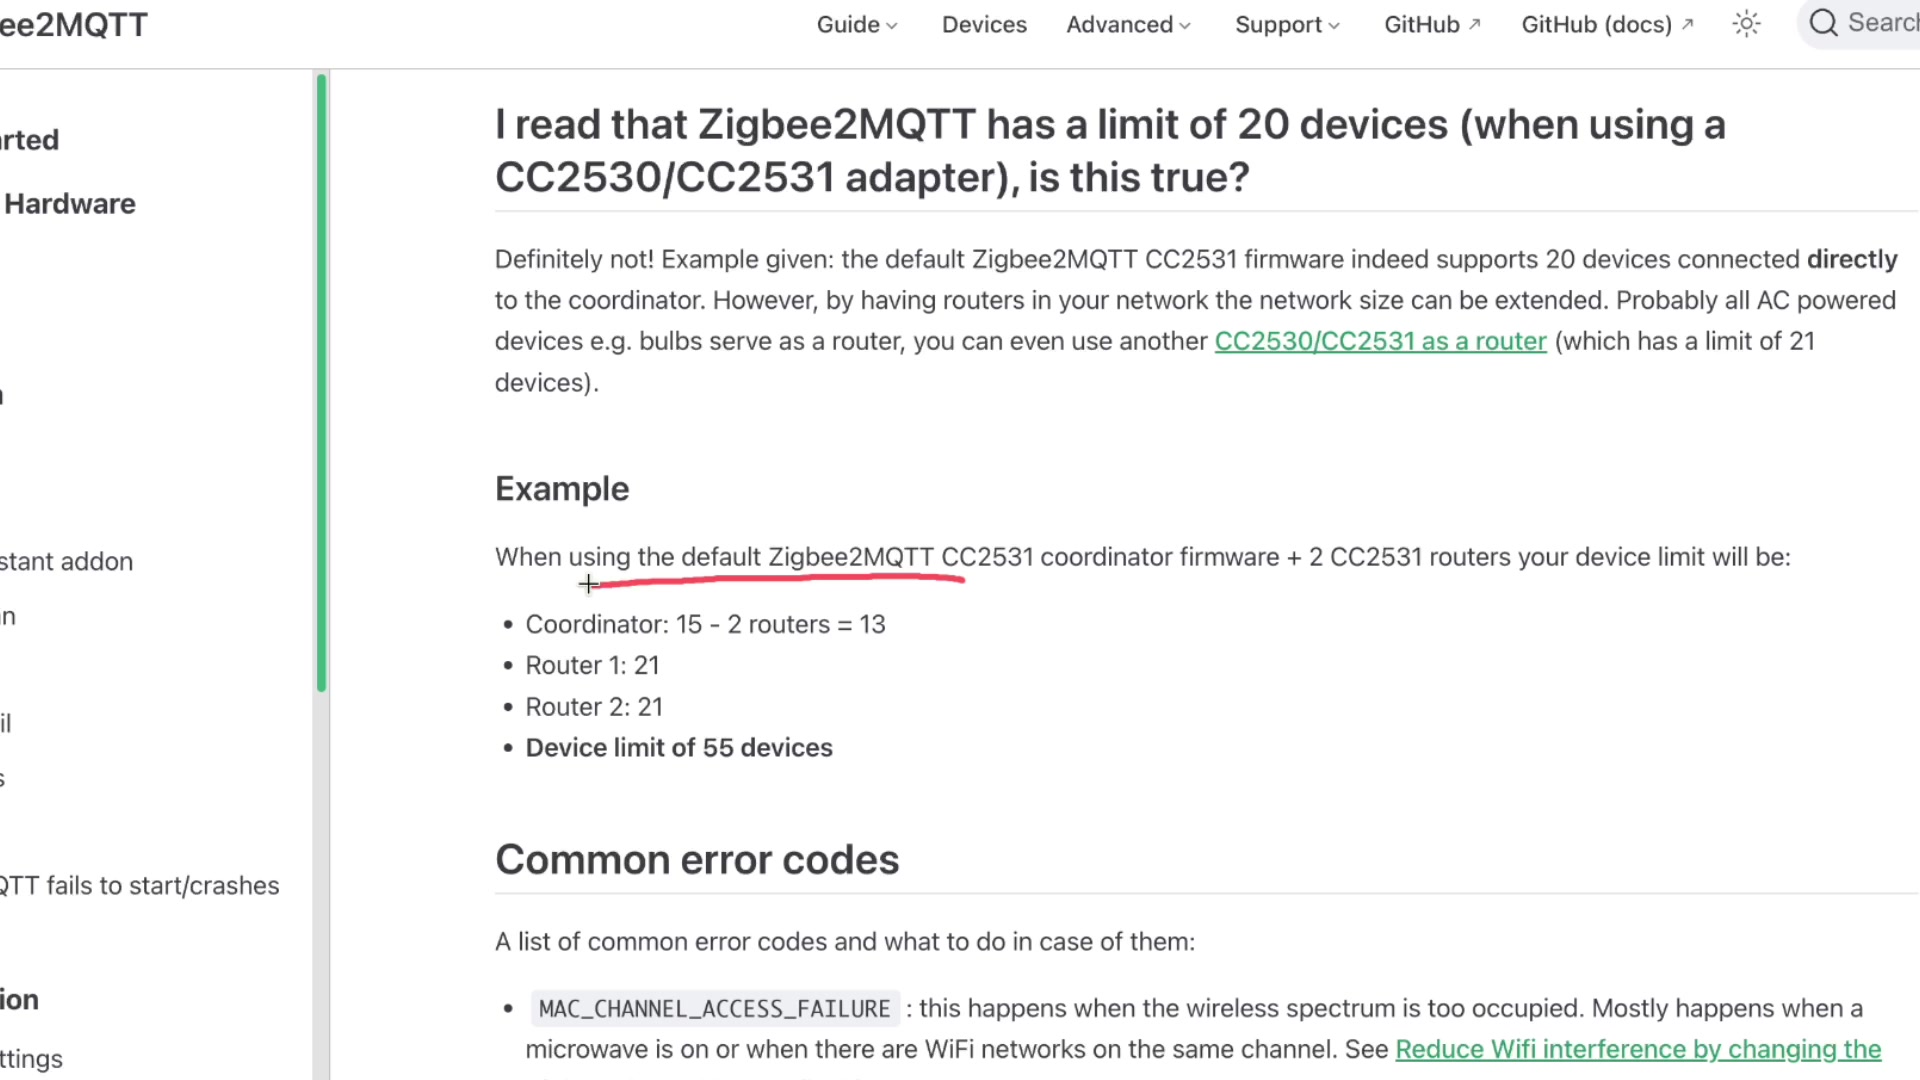 ee2MQTT
Guide
Devices
Advanced
Support
GitHub
GitHub (docs)
Search
rted
Hardware
stant addon
n
il
s
QTT fails to start/crashes
ion
ttings
I read that Zigbee2MQTT has a limit of 20 devices (when using a
CC2530/CC2531 adapter), is this true?
Definitely not! Example given: the default Zigbee2MQTT CC2531 firmware indeed supports 20 devices connected directly
to the coordinator. However, by having routers in your network the network size can be extended. Probably all AC powered
devices e.g. bulbs serve as a router, you can even use another CC2530/CC2531 as a router (which has a limit of 21
devices).
Example
When using the default Zigbee2MQTT CC2531 coordinator firmware + 2 CC2531 routers your device limit will be:
• Coordinator: 15 - 2 routers = 13
• Router 1: 21
• Router 2: 21
• Device limit of 55 devices
Common error codes
A list of common error codes and what to do in case of them:
• MAC_CHANNEL_ACCESS_FAILURE : this happens when the wireless spectrum is too occupied. Mostly happens when a
microwave is on or when there are WiFi networks on the same channel. See Reduce Wifi interference by changing the